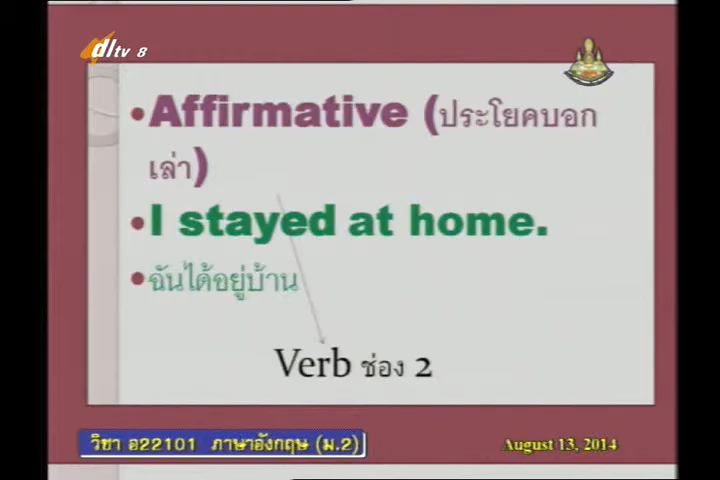 dltv 8
•Affirmative (ประโยคบอก
เล่า)
•I stayed at home.
•ฉันได้อยู่บ้าน
Verb ช่อง 2
วิชา อ22101 ภาษาอังกฤษ (ม.2)
August 13, 2014